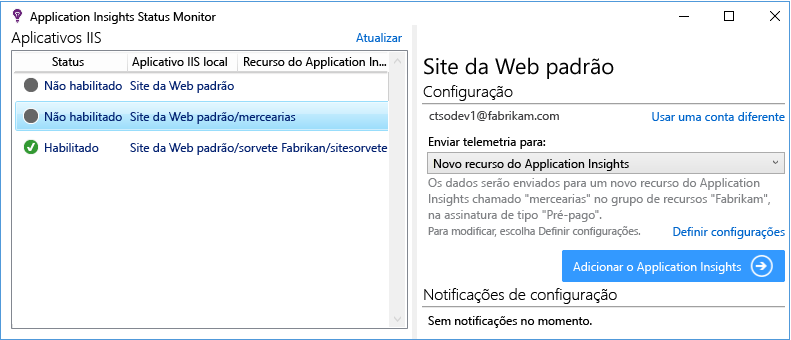 Application Insights Status Monitor
Aplicativos IIS
Atualizar
Status Aplicativo IIS local Recurso do Application In...
Não habilitado Site da Web padrão
Não habilitado Site da Web padrão/mercearias
Habilitado Site da Web padrão/sorvete Fabrikan/sitesorvete
Site da Web padrão
Configuração
ctsodev1@fabrikam.com Usar uma conta diferente
Enviar telemetria para:
Novo recurso do Application Insights
Os dados serão enviados para um novo recurso do Application
Insights chamado "mercearias" no grupo de recursos "Fabrikam",
na assinatura de tipo "Pré-pago".
Para modificar, escolha Definir configurações. Definir configurações
Adicionar o Application Insights
Notificações de configuração
Sem notificações no momento.